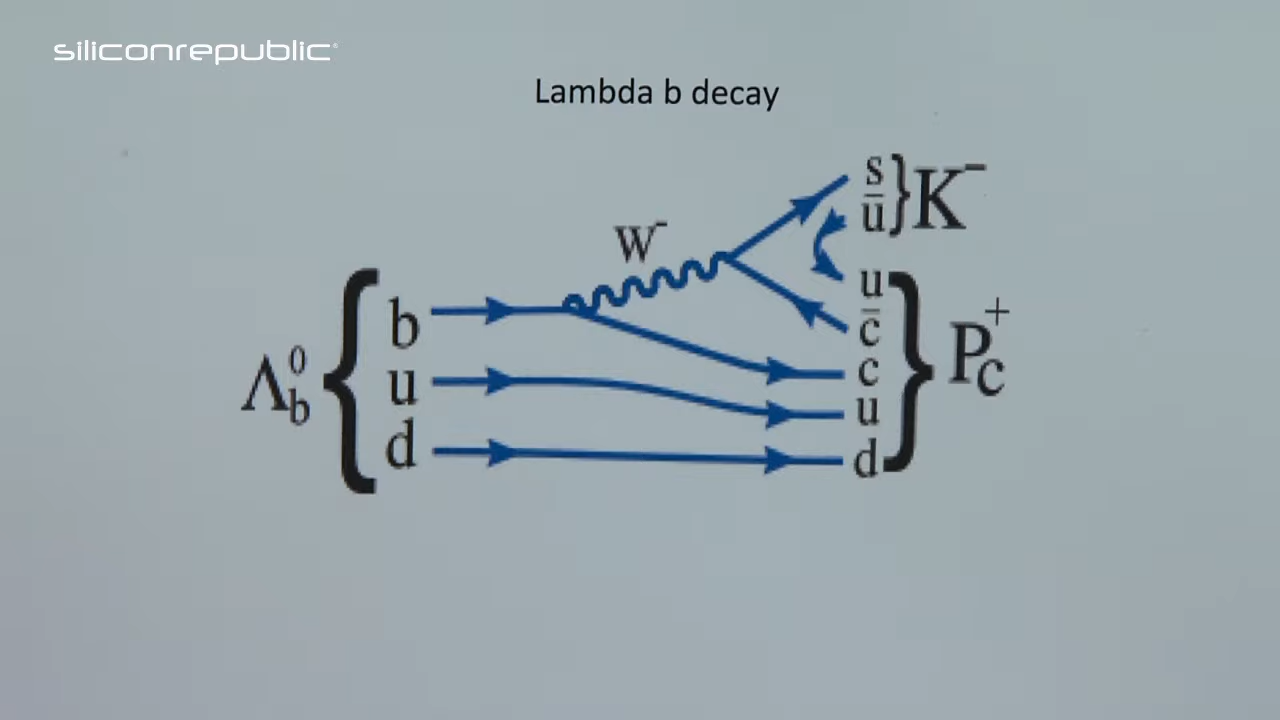 siliconrepublic
Lambda b decay
s
ū } K⁻
W⁻
u
c̄
Λ⁰b { b
c } P⁺c
u
u
d
d